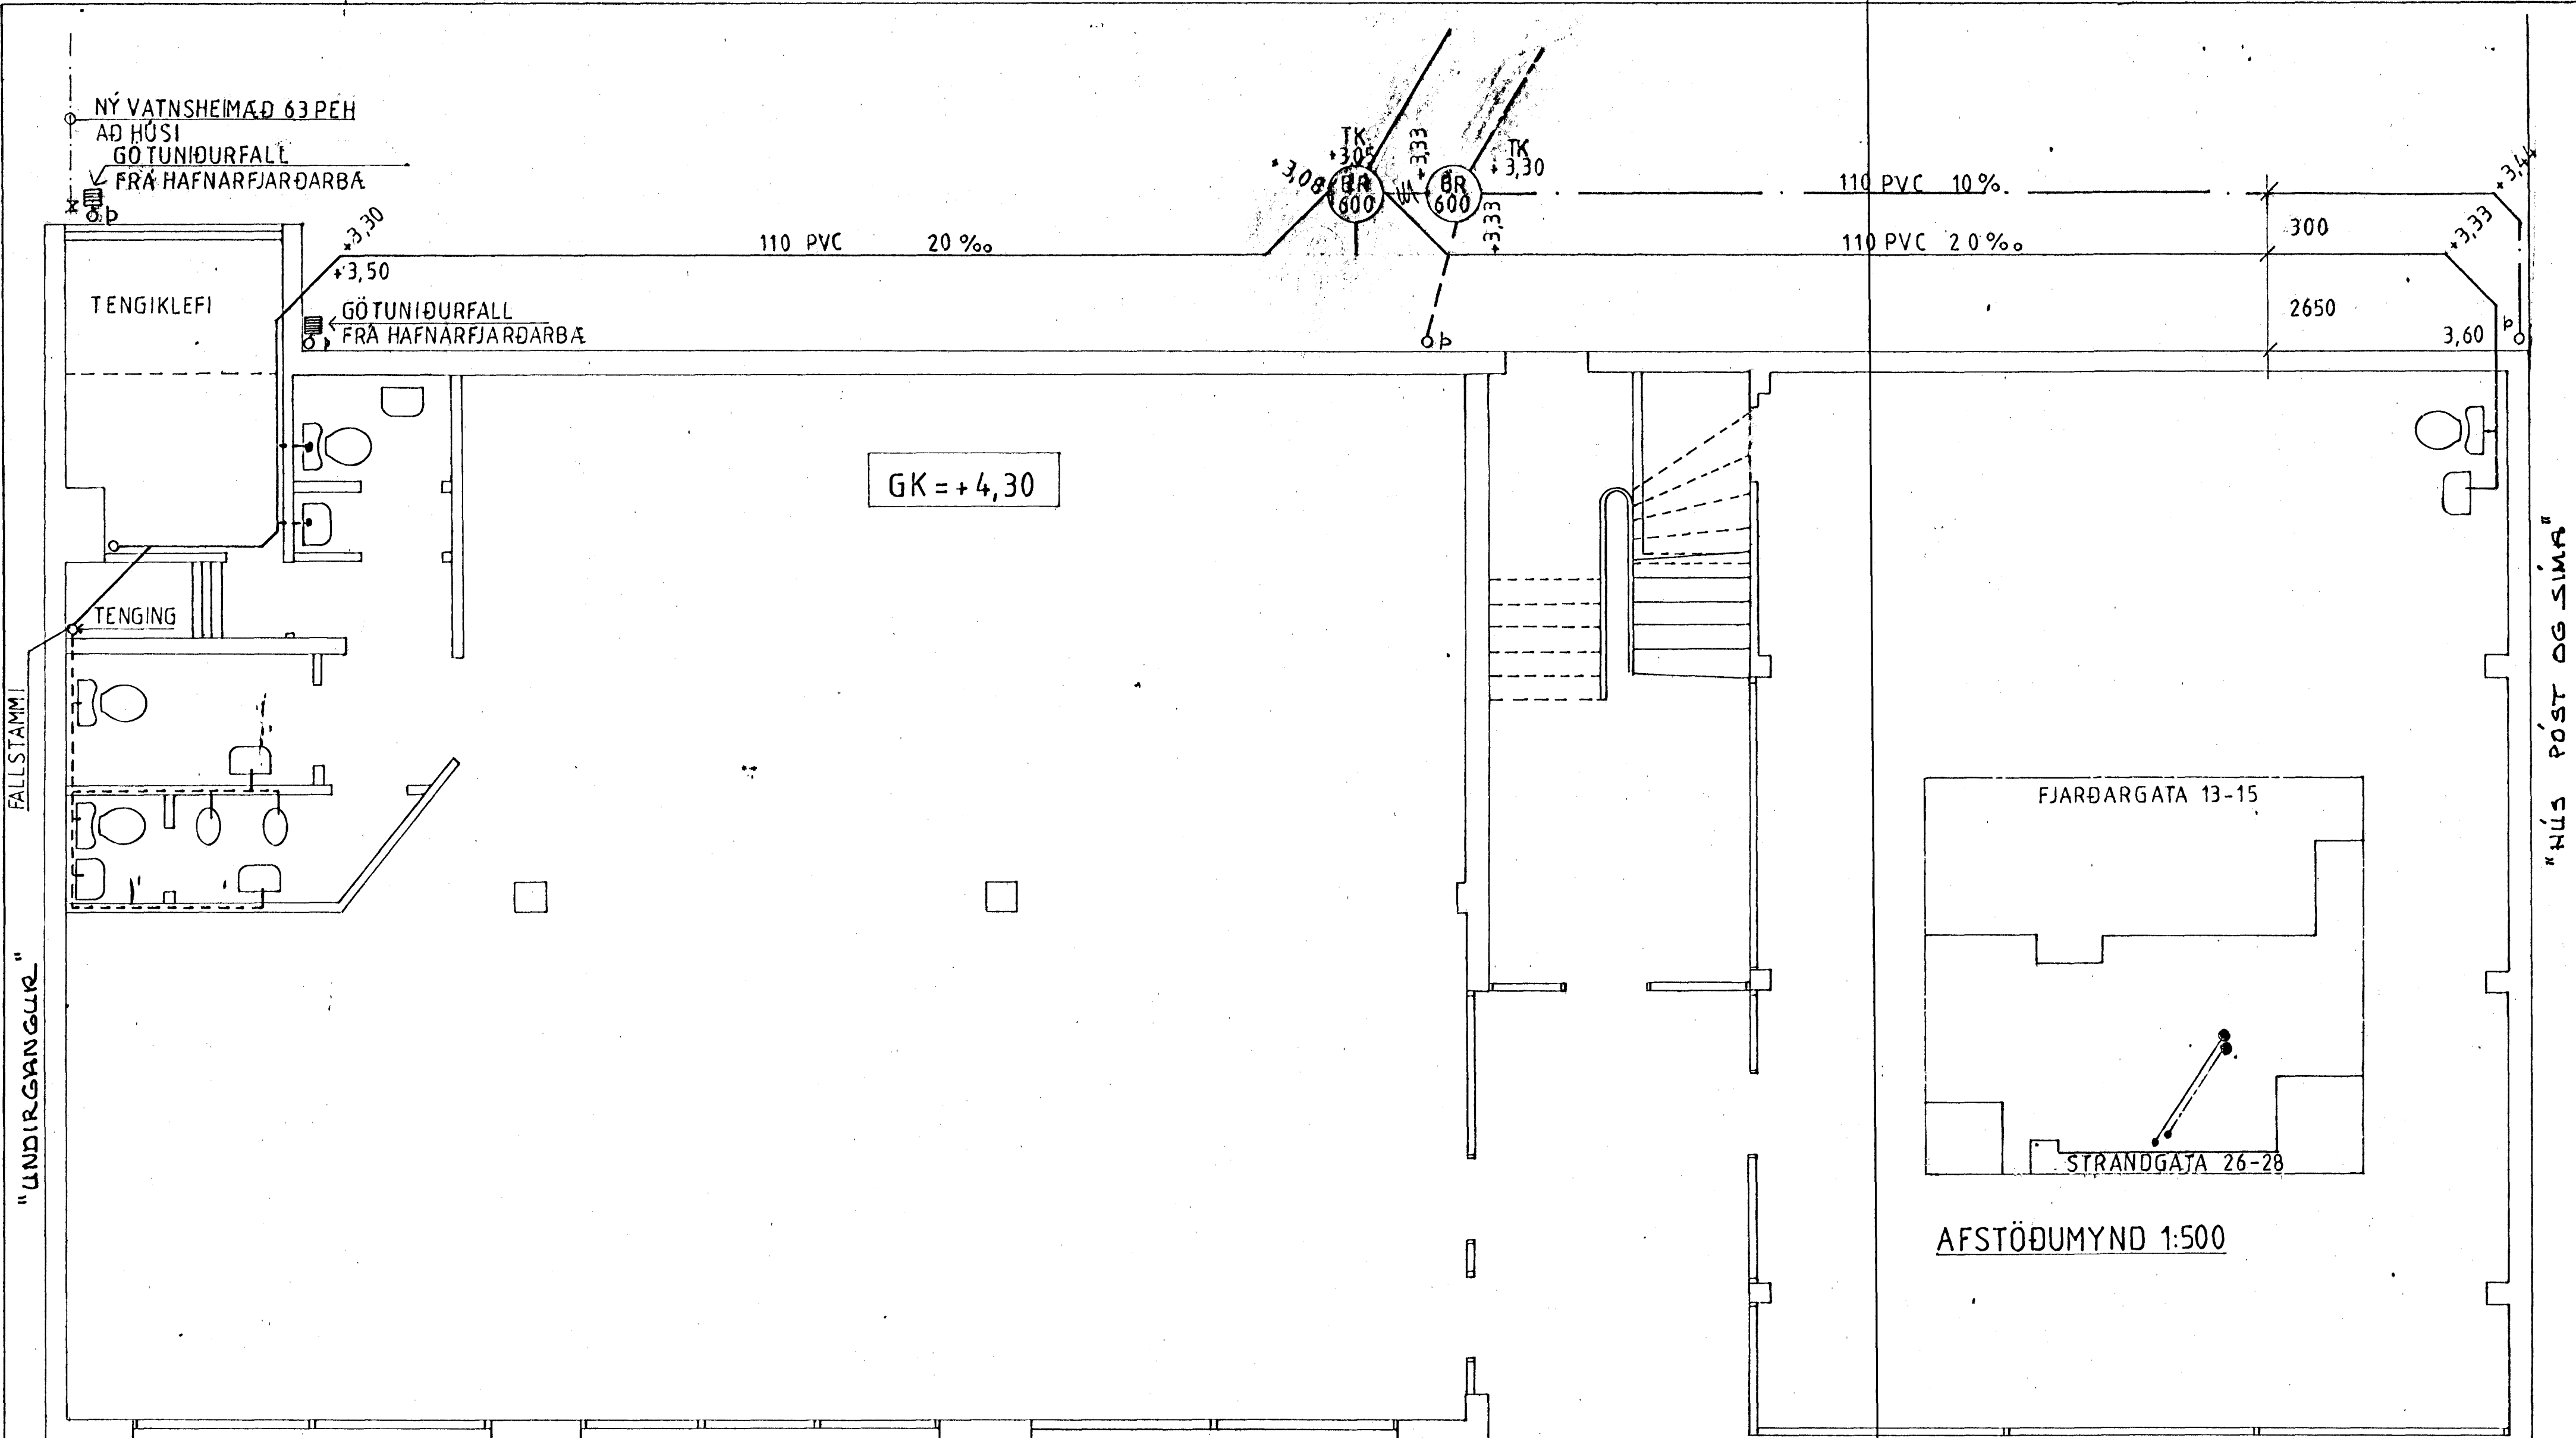 NÝ VATNSHEIMÆÐ 63 PEH
AÐ HÚSI
GÖTUNIÐURFALL
FRÁ HAFNARFJARÐARBÆ
þ
+3,30
+3,50
TENGIKLEFI
GÖTUNIÐURFALL
FRÁ HAFNARFJARÐARBÆ
þ
110 PVC 20‰
+3,08
TK
+3,05
BR
600
+3,33
BR
600
TK
+3,30
+3,33
þ
110 PVC 10‰
110 PVC 20‰
300
2650
+3,44
+3,33
3,60
þ
GK = +4,30
TENGING
FALLSTAMMI
"UNDIRGANGUR"
"HÚS PÓST OG SÍMA"
FJARÐARGATA 13-15
STRANDGATA 26-28
AFSTÖÐUMYND 1:500